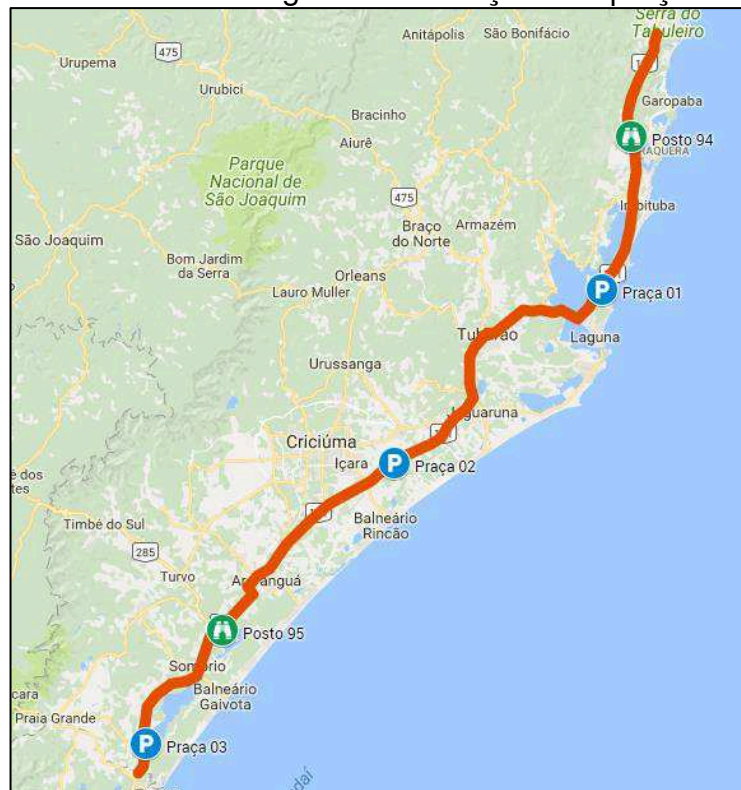 Serra do
Tabuleiro
Anitápolis
São Bonifácio
475
Urupema
Urubici
Garopaba
Bracinho
Posto 94
Aiurê
Parque
Nacional de
São Joaquim
475
Armazém
Braço
do Norte
São Joaquim
Bom Jardim
da Serra
Orleans
Lauro Muller
P
Praça 01
Laguna
Urussanga
Criciúma
Içara
P
Praça 02
Timbé do Sul
Balneário
Rincão
285
Turvo
Posto 95
Balneário
Gaivota
Praia Grande
P
Praça 03